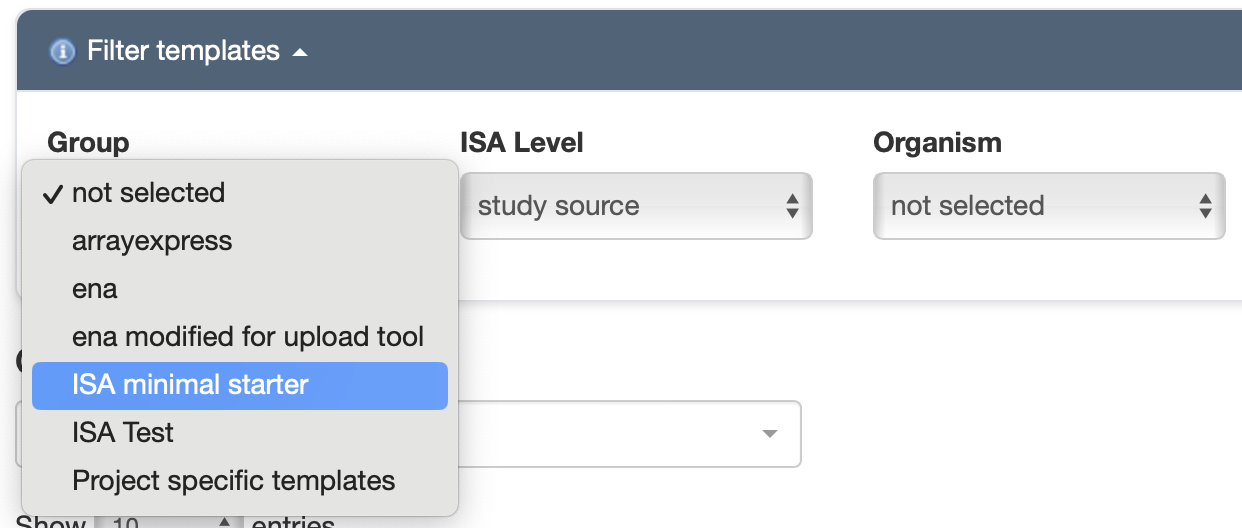 Filter templates
Group
ISA Level
Organism
not selected
arrayexpress
ena
ena modified for upload tool
ISA minimal starter
ISA Test
Project specific templates
study source
not selected
Show 10 entries